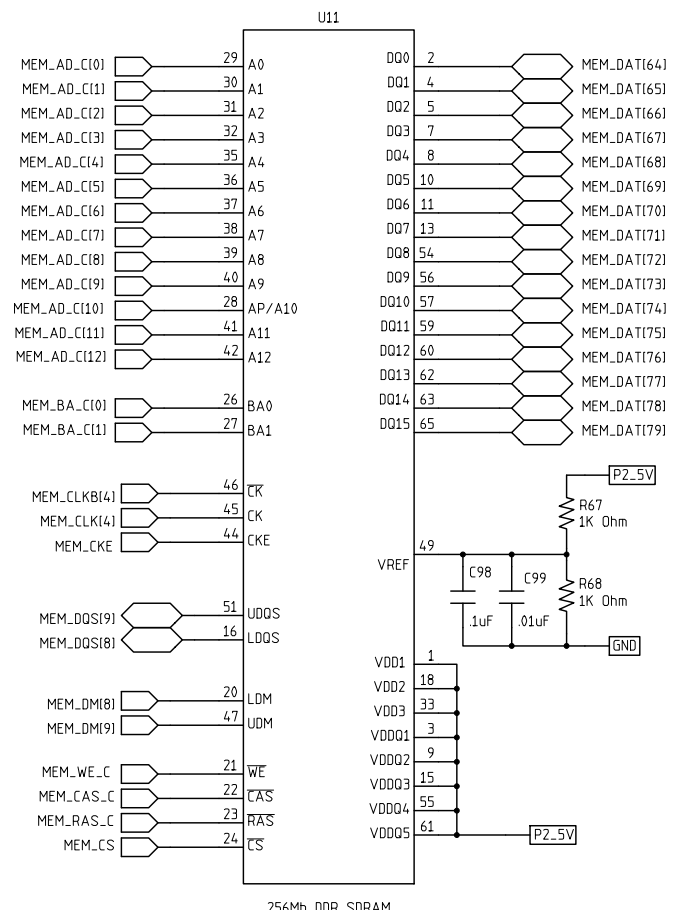 U11
MEM_AD_C[0] 29 A0 DQ0 2 MEM_DAT[64]
MEM_AD_C[1] 30 A1 DQ1 4 MEM_DAT[65]
MEM_AD_C[2] 31 A2 DQ2 5 MEM_DAT[66]
MEM_AD_C[3] 32 A3 DQ3 7 MEM_DAT[67]
MEM_AD_C[4] 35 A4 DQ4 8 MEM_DAT[68]
MEM_AD_C[5] 36 A5 DQ5 10 MEM_DAT[69]
MEM_AD_C[6] 37 A6 DQ6 11 MEM_DAT[70]
MEM_AD_C[7] 38 A7 DQ7 13 MEM_DAT[71]
MEM_AD_C[8] 39 A8 DQ8 54 MEM_DAT[72]
MEM_AD_C[9] 40 A9 DQ9 56 MEM_DAT[73]
MEM_AD_C[10] 28 AP/A10 DQ10 57 MEM_DAT[74]
MEM_AD_C[11] 41 A11 DQ11 59 MEM_DAT[75]
MEM_AD_C[12] 42 A12 DQ12 60 MEM_DAT[76]
DQ13 62 MEM_DAT[77]
MEM_BA_C[0] 26 BA0 DQ14 63 MEM_DAT[78]
MEM_BA_C[1] 27 BA1 DQ15 65 MEM_DAT[79]
P2_5V
MEM_CLKB[4] 46 CK
R67
1K Ohm
MEM_CLK[4] 45 CK
MEM_CKE 44 CKE
VREF 49
C98 C99
R68
1K Ohm
.1uF .01uF
MEM_DQS[9] 51 UDQS
MEM_DQS[8] 16 LDQS
GND
VDD1 1
VDD2 18
MEM_DM[8] 20 LDM
VDD3 33
MEM_DM[9] 47 UDM
VDDQ1 3
VDDQ2 9
MEM_WE_C 21 WE
VDDQ3 15
MEM_CAS_C 22 CAS
VDDQ4 55
MEM_RAS_C 23 RAS
VDDQ5 61 P2_5V
MEM_CS 24 CS
256Mb DDR SDRAM